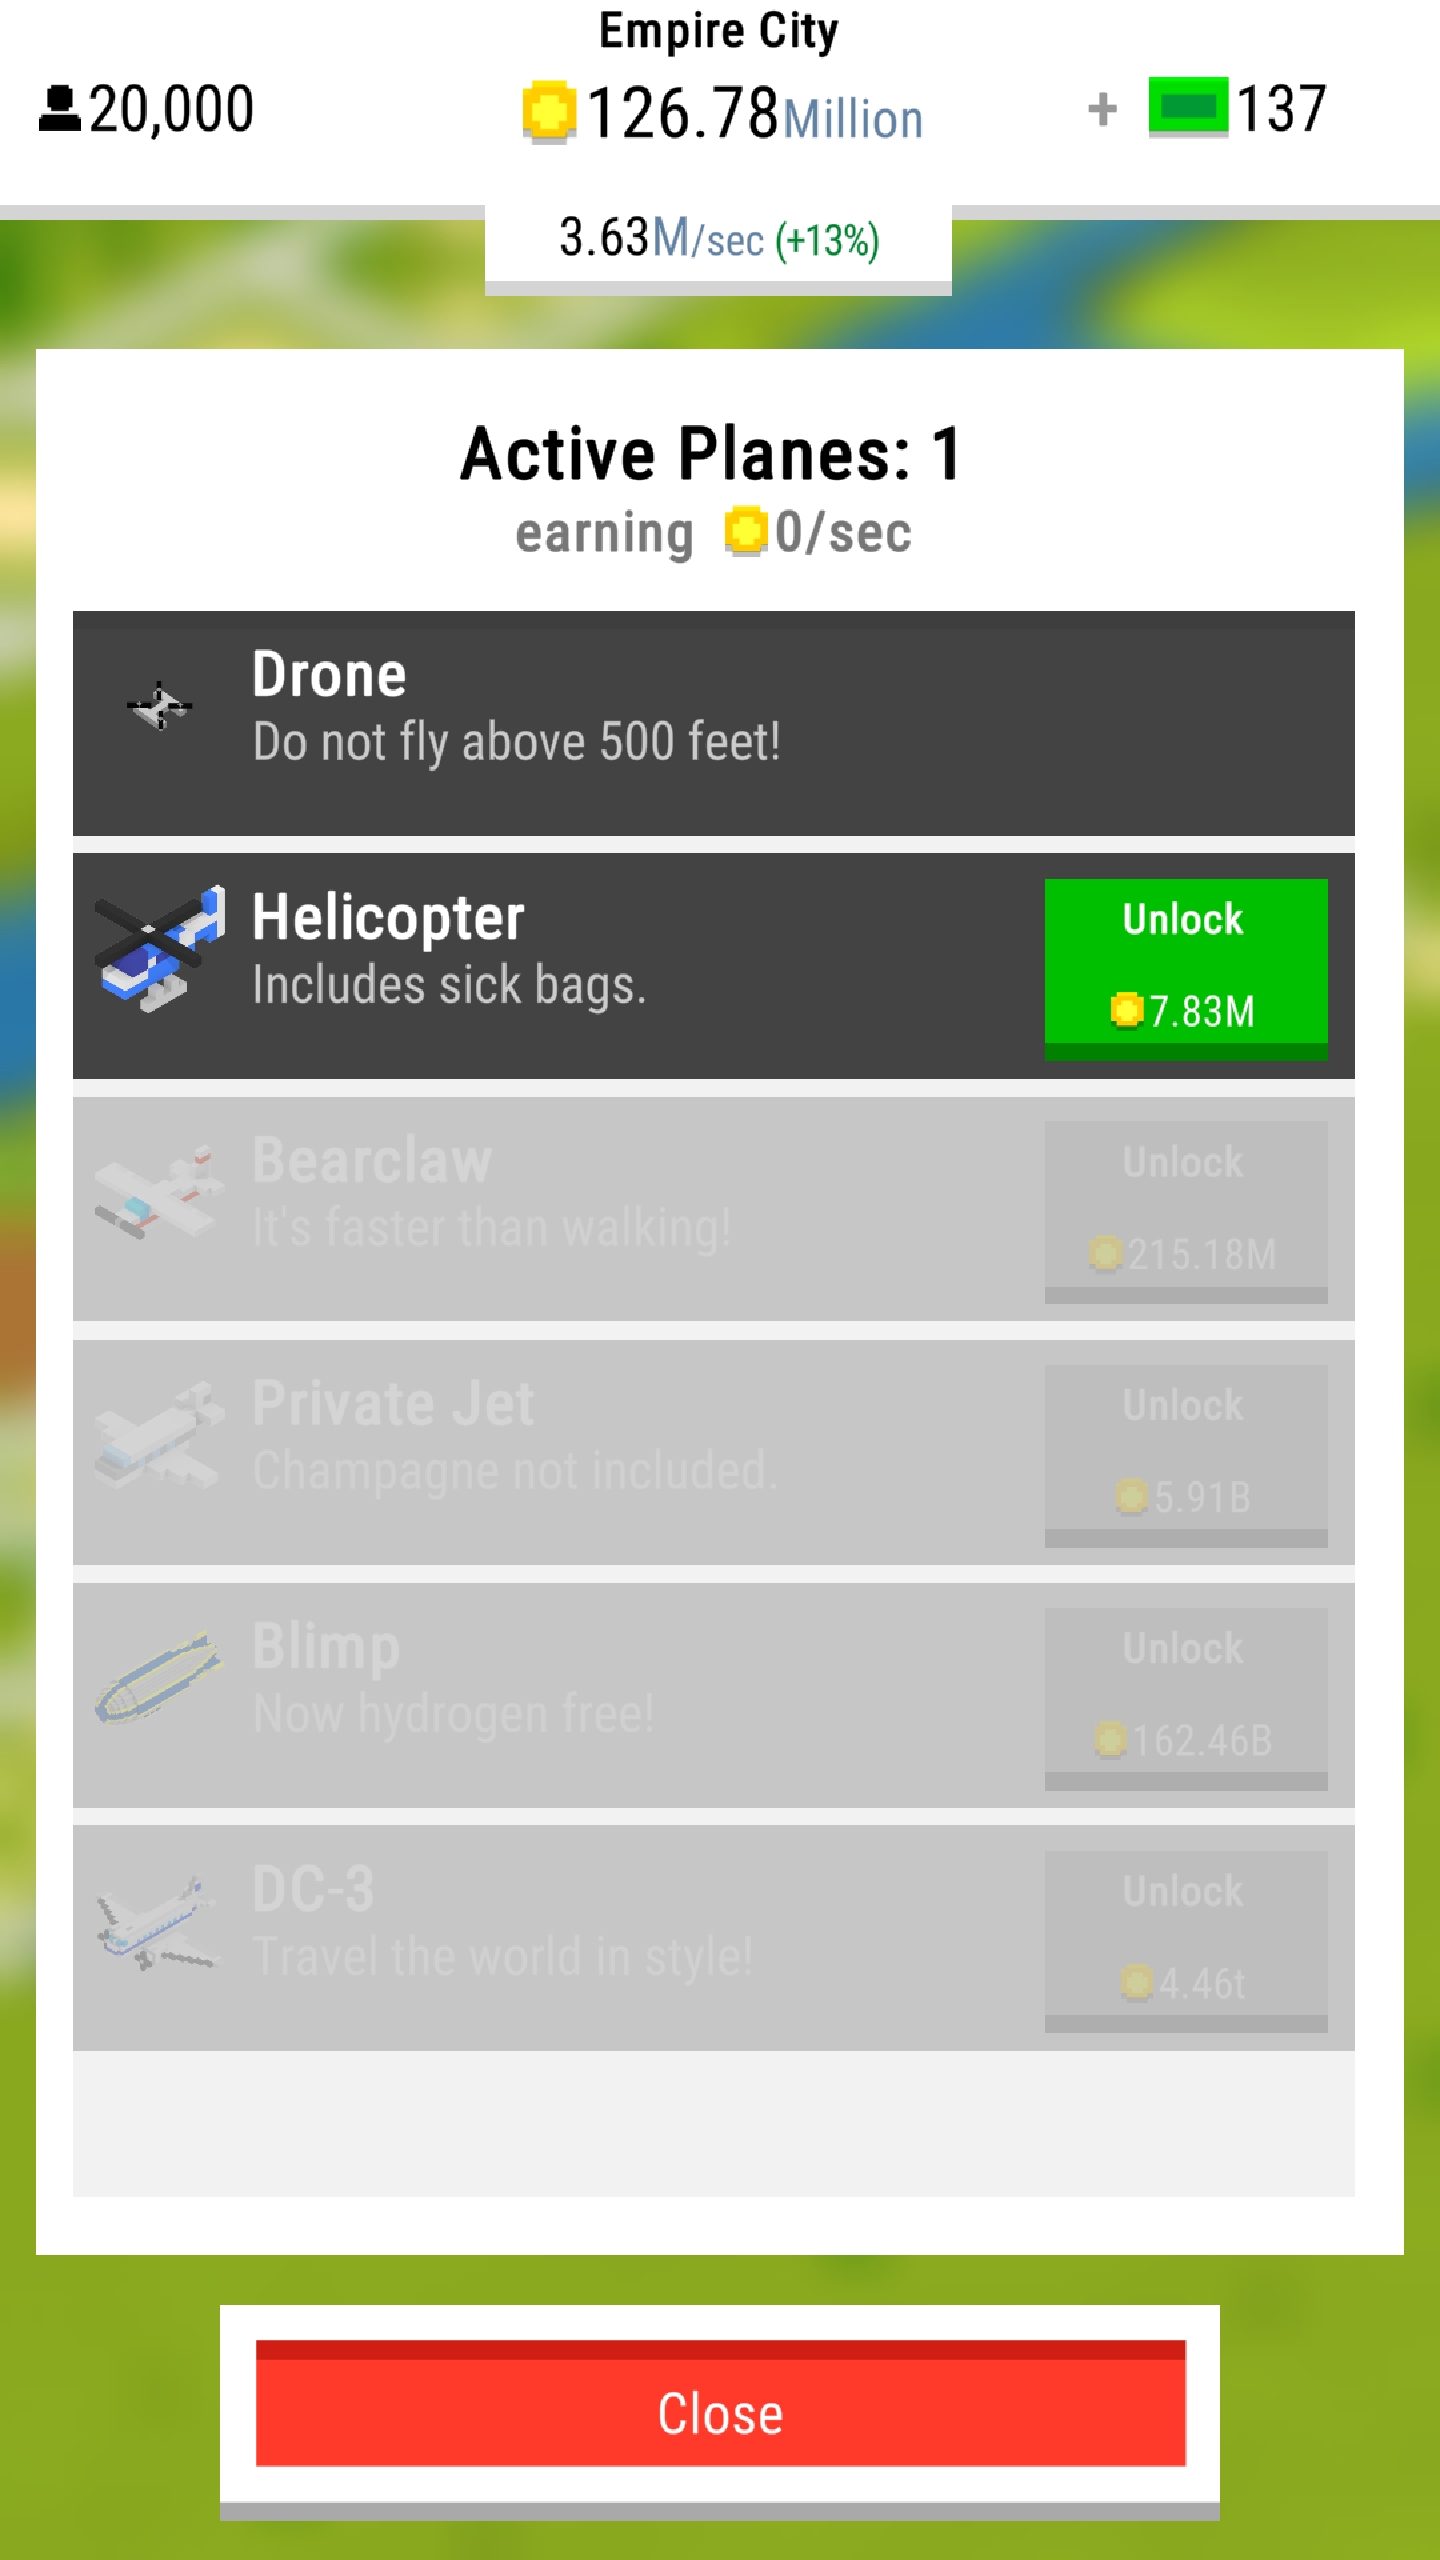 Empire City
20,000
126.78Million
+ 137
3.63M/sec (+13%)
Active Planes: 1
earning 0/sec
Drone
Do not fly above 500 feet!
Helicopter
Includes sick bags.
Unlock
7.83M
Bearclaw
It's faster than walking!
Unlock
215.18M
Private Jet
Champagne not included.
Unlock
5.91B
Blimp
Now hydrogen free!
Unlock
162.46B
DC-3
Travel the world in style!
Unlock
4.46t
Close